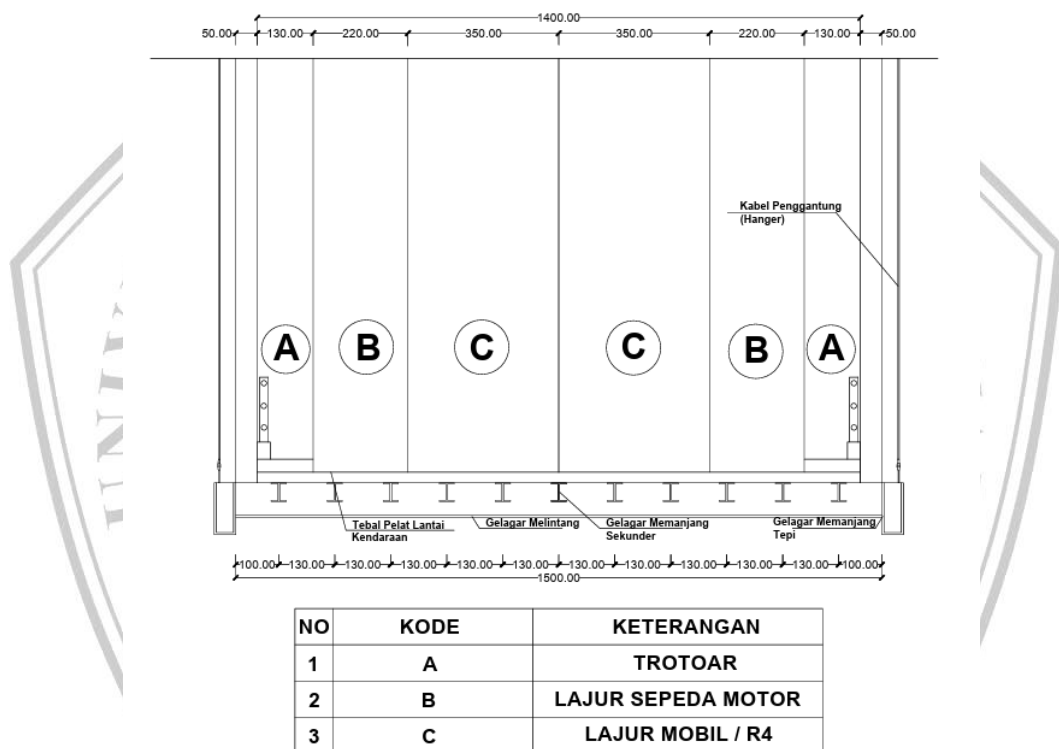 1400.00
50.00 130.00 220.00 350.00 350.00 220.00 130.00 50.00
Kabel Penggantung
(Hanger)
A B C C B A
Tebal Pelat Lantai
Kendaraan
Gelagar Melintang
Gelagar Memanjang
Sekunder
Gelagar Memanjang
Tepi
100.00 130.00 130.00 130.00 130.00 130.00 130.00 130.00 130.00 130.00 130.00 100.00
1500.00
NO KODE KETERANGAN
1 A TROTOAR
2 B LAJUR SEPEDA MOTOR
3 C LAJUR MOBIL / R4